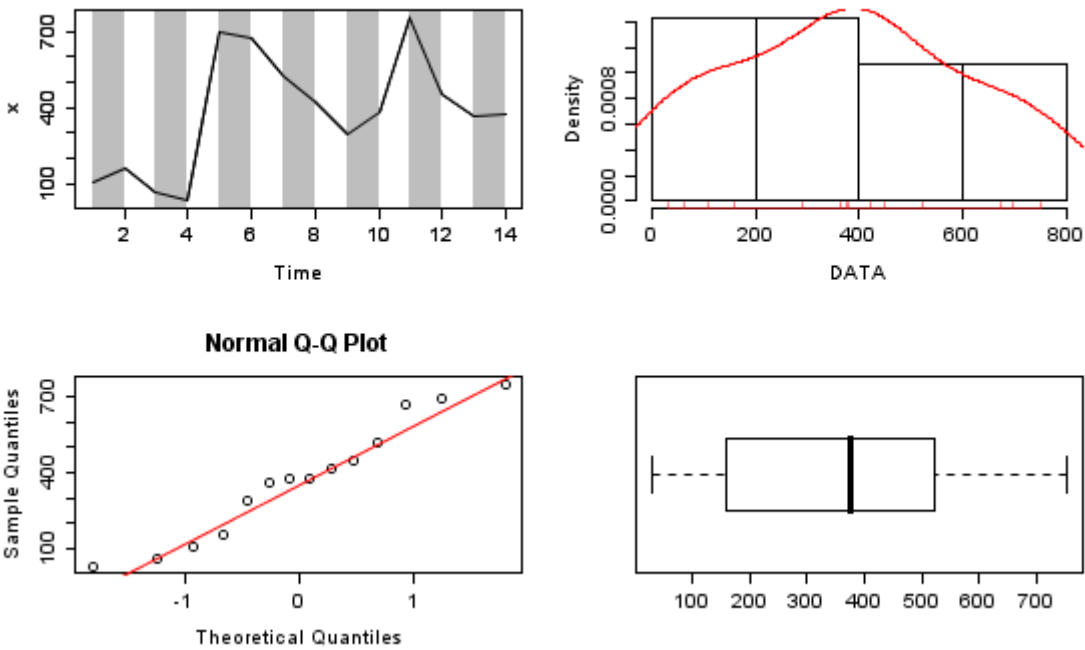 x
100 400 700
2 4 6 8 10 12 14
Time
Density
0.0000 0.0008
0 200 400 600 800
DATA
Normal Q-Q Plot
Sample Quantiles
100 400 700
-1 0 1
Theoretical Quantiles
100 200 300 400 500 600 700